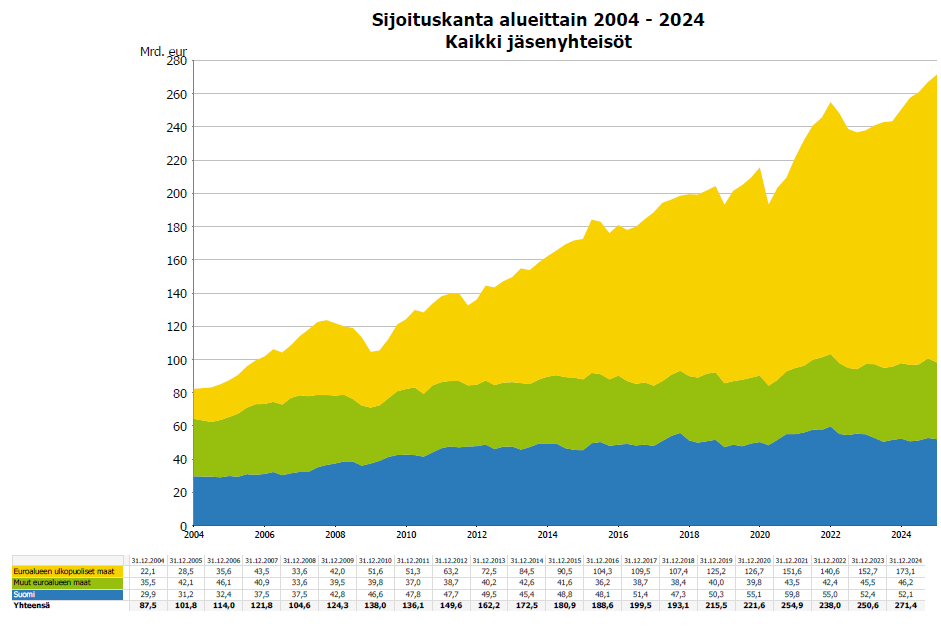 Sijoituskanta alueittain 2004 - 2024
Kaikki jäsenyhteisöt
Mrd. eur
280
260
240
220
200
180
160
140
120
100
80
60
40
20
0
2004 2006 2008 2010 2012 2014 2016 2018 2020 2022 2024
31.12.2004 31.12.2005 31.12.2006 31.12.2007 31.12.2008 31.12.2009 31.12.2010 31.12.2011 31.12.2012 31.12.2013 31.12.2014 31.12.2015 31.12.2016 31.12.2017 31.12.2018 31.12.2019 31.12.2020 31.12.2021 31.12.2022 31.12.2023 31.12.2024
Euroalueen ulkopuoliset maat 22,1 28,5 35,6 43,5 33,6 42,0 51,6 51,3 63,2 72,5 84,5 90,5 104,3 109,5 107,4 125,2 126,7 151,6 140,6 152,7 173,1
Muut euroalueen maat 35,5 42,1 46,1 40,9 33,6 39,5 39,8 37,0 38,7 40,2 42,6 41,6 36,2 38,7 38,4 40,0 39,8 43,5 42,4 45,5 46,2
Suomi 29,9 31,2 32,4 37,5 37,5 42,8 46,6 47,8 47,7 49,5 45,4 48,8 48,1 51,4 47,3 50,3 55,1 59,8 55,0 52,4 52,1
Yhteensä 87,5 101,8 114,0 121,8 104,6 124,3 138,0 136,1 149,6 162,2 172,5 180,9 188,6 199,5 193,1 215,5 221,6 254,9 238,0 250,6 271,4